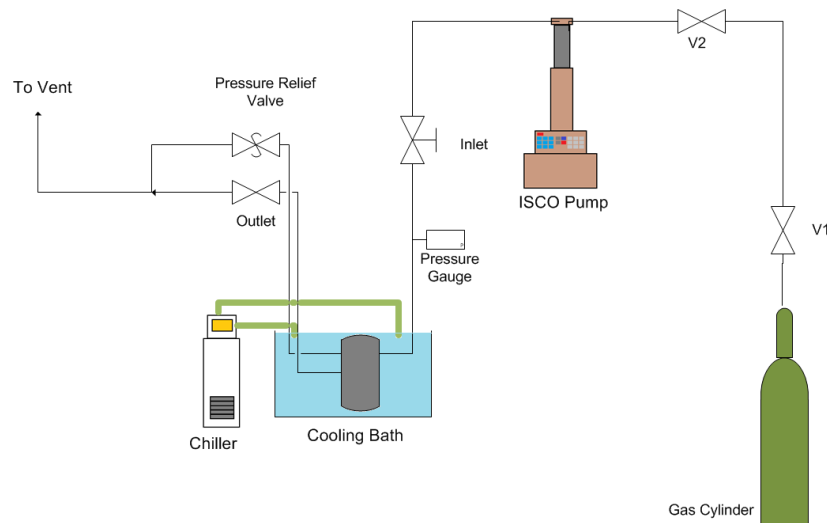 V2
Pressure Relief
Valve
To Vent
Inlet
ISCO Pump
Outlet
V1
Pressure
Gauge
Chiller
Cooling Bath
Gas Cylinder